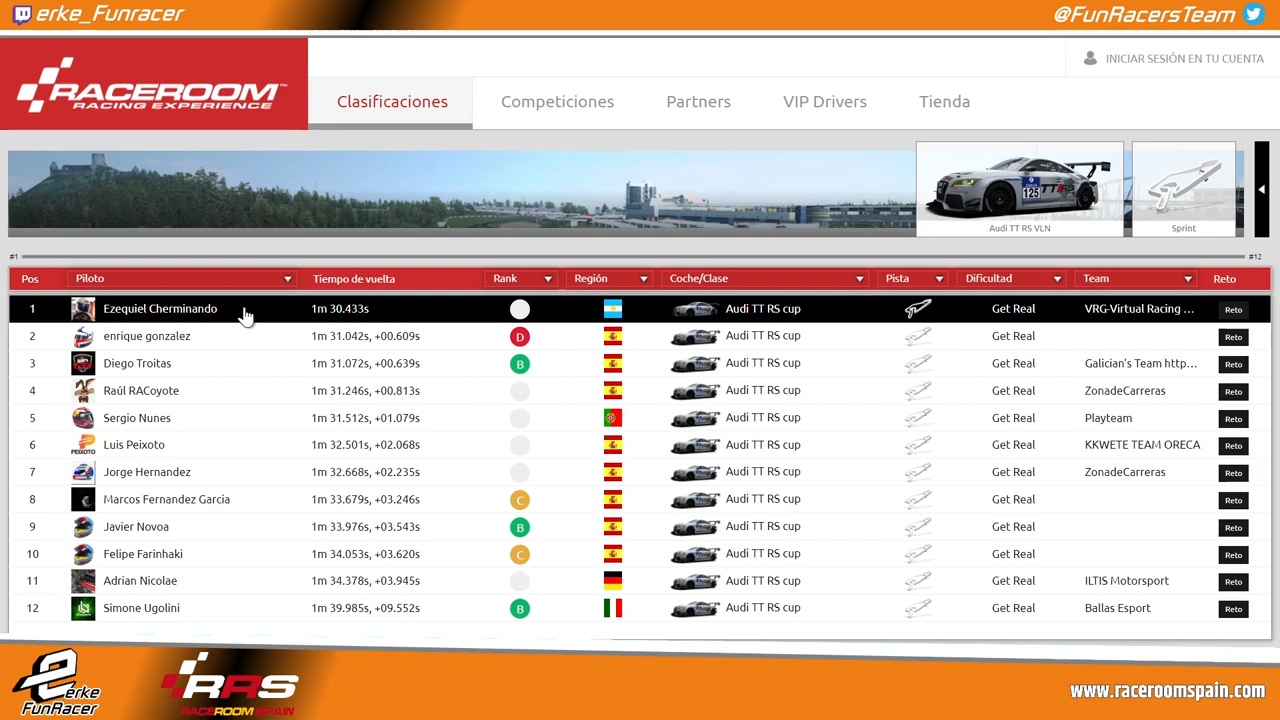 erke_Funracer
@FunRacersTeam
RACEROOM™
RACING EXPERIENCE
INICIAR SESIÓN EN TU CUENTA
Clasificaciones Competiciones Partners VIP Drivers Tienda
125 TTRS
Audi TT RS VLN
Sprint
#1 #12
Pos Piloto Tiempo de vuelta Rank Región Coche/Clase Pista Dificultad Team Reto
1 Ezequiel Cherminando 1m 30.433s Audi TT RS cup Get Real VRG-Virtual Racing ... Reto
2 enrique gonzalez 1m 31.042s, +00.609s D Audi TT RS cup Get Real Reto
3 Diego Troitas 1m 31.072s, +00.639s B Audi TT RS cup Get Real Galician's Team http... Reto
4 Raúl RACoyote 1m 31.246s, +00.813s Audi TT RS cup Get Real ZonadeCarreras Reto
5 Sergio Nunes 1m 31.512s, +01.079s Audi TT RS cup Get Real Playteam Reto
6 PEIXOTO Luis Peixoto 1m 32.501s, +02.068s Audi TT RS cup Get Real KKWETE TEAM ORECA Reto
7 Jorge Hernandez 1m 32.668s, +02.235s Audi TT RS cup Get Real ZonadeCarreras Reto
8 Marcos Fernandez Garcia 1m 33.679s, +03.246s C Audi TT RS cup Get Real Reto
9 Javier Novoa 1m 33.976s, +03.543s B Audi TT RS cup Get Real Reto
10 Felipe Farinhaki 1m 34.053s, +03.620s C Audi TT RS cup Get Real Reto
11 Adrian Nicolae 1m 34.378s, +03.945s Audi TT RS cup Get Real ILTIS Motorsport Reto
12 Simone Ugolini 1m 39.985s, +09.552s B Audi TT RS cup Get Real Ballas Esport Reto
e erke
FunRacer
RRS
RACEROOM SPAIN
www.raceroomspain.com